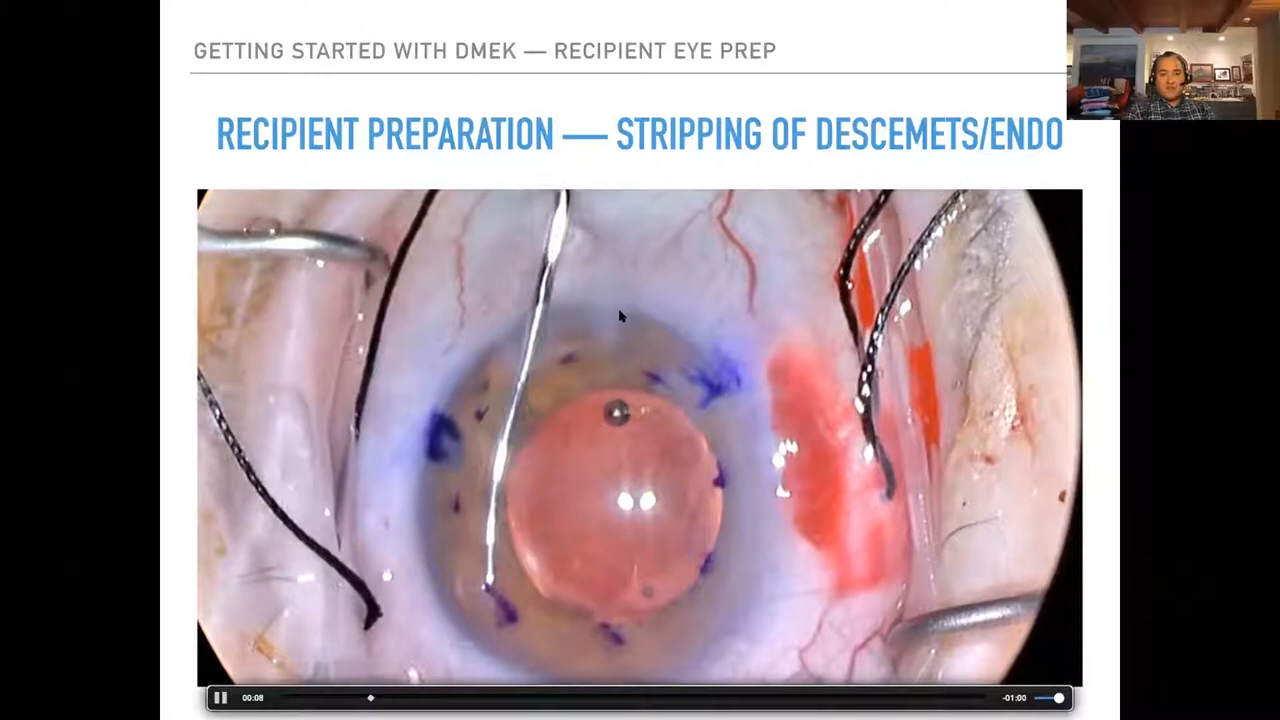 GETTING STARTED WITH DMEK — RECIPIENT EYE PREP
RECIPIENT PREPARATION — STRIPPING OF DESCEMETS/ENDO
00:08
-01:00